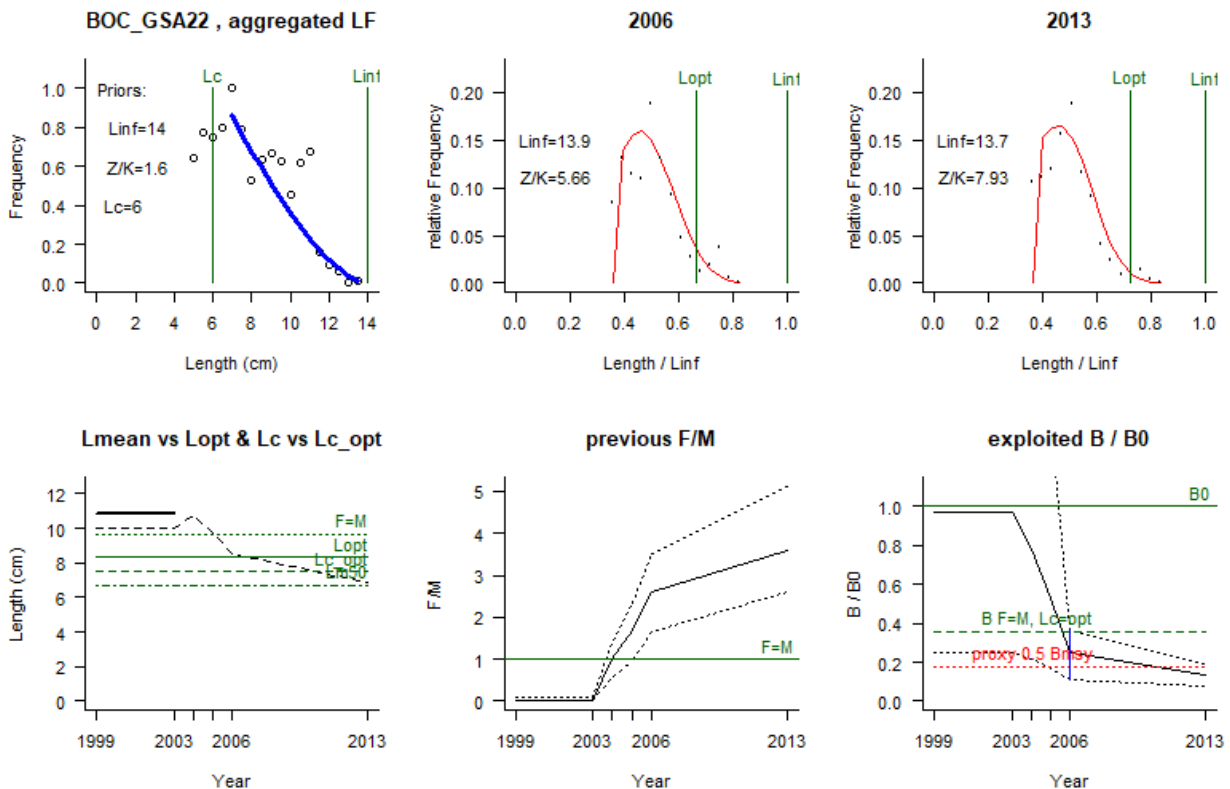 BOC_GSA22 , aggregated LF
Lc
Linf
Priors:
Linf=14
Z/K=1.6
Lc=6
Frequency
1.0
0.8
0.6
0.4
0.2
0.0
0 2 4 6 8 10 12 14
Length (cm)
2006
Lopt
Linf
Linf=13.9
Z/K=5.66
relative Frequency
0.20
0.15
0.10
0.05
0.00
0.0 0.2 0.4 0.6 0.8 1.0
Length / Linf
2013
Lopt
Linf
Linf=13.7
Z/K=7.93
relative Frequency
0.20
0.15
0.10
0.05
0.00
0.0 0.2 0.4 0.6 0.8 1.0
Length / Linf
Lmean vs Lopt & Lc vs Lc_opt
F=M
Lopt
Lc_opt
Lm50
Length (cm)
12
10
8
6
4
2
0
1999 2003 2006 2013
Year
previous F/M
F=M
F/M
5
4
3
2
1
0
1999 2003 2006 2013
Year
exploited B / B0
B0
B F=M, Lc=opt
proxy 0.5 Bmsy
B / B0
1.0
0.8
0.6
0.4
0.2
0.0
1999 2003 2006 2013
Year